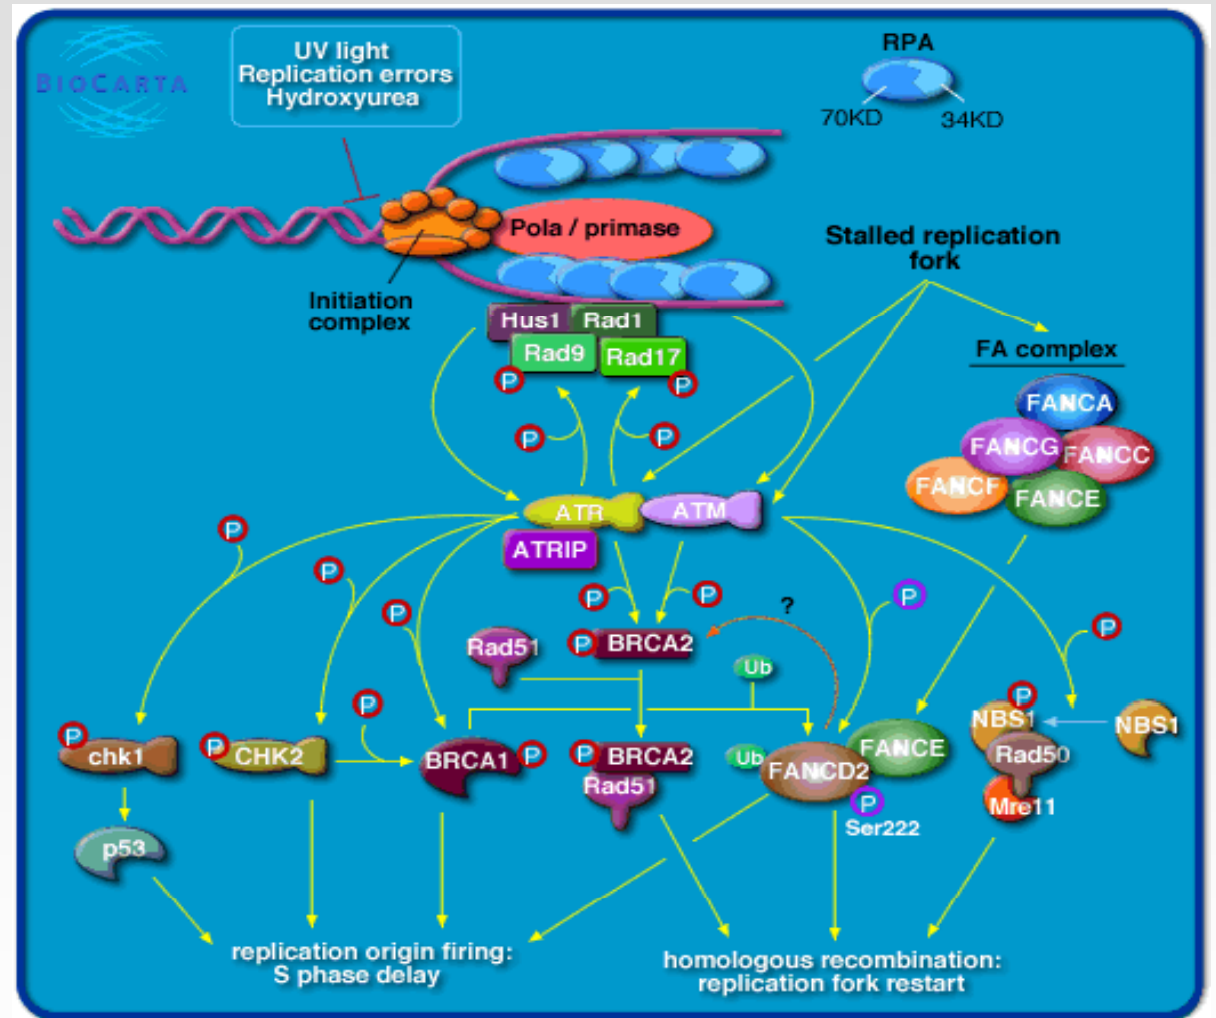 BIOCARTA
UV light
Replication errors
Hydroxyurea
RPA
70KD
34KD
Pola / primase
Stalled replication
fork
Initiation
complex
Hus1
Rad1
Rad9
Rad17
P
P
P
P
FA complex
FANCA
FANCG
FANCC
FANCF
FANCE
ATR
ATM
ATRIP
P
P
P
P
P
P
P
?
Rad51
P
BRCA2
Ub
P
P
P
NBS1
NBS1
P
chk1
P
CHK2
BRCA1
P
P
BRCA2
Rad51
Ub
FANCD2
FANCE
P
Ser222
Rad50
Mre11
p53
replication origin firing:
S phase delay
homologous recombination:
replication fork restart